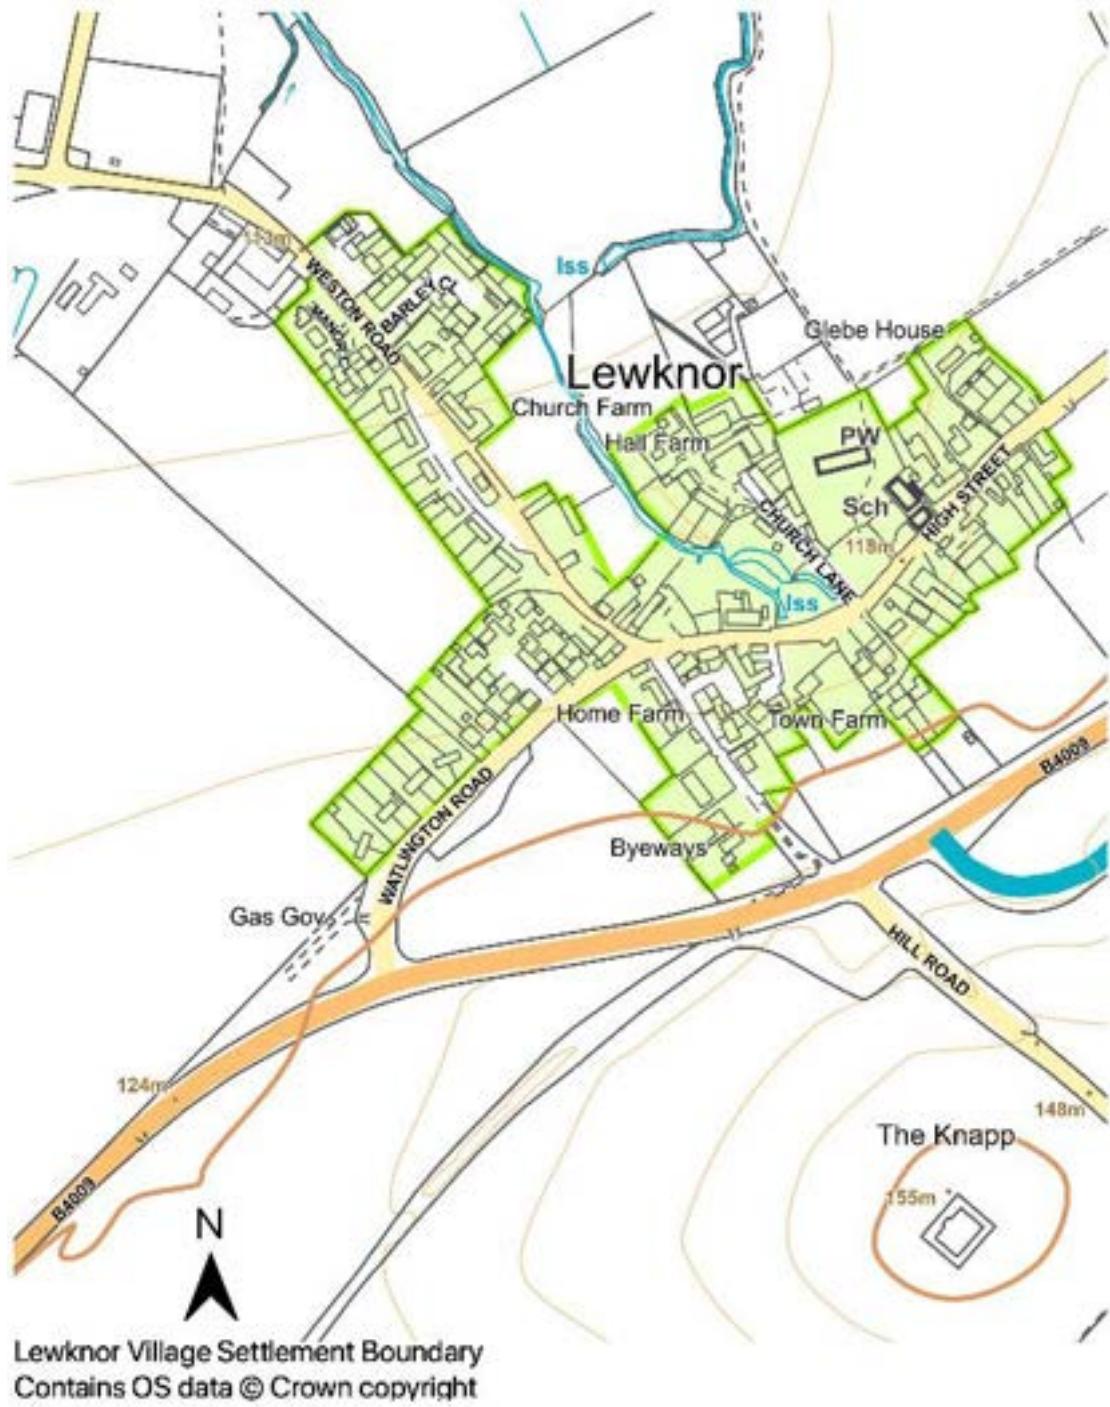 113m
Iss
WESTON ROAD
BARLEY CL
MANOR
Glebe House
Lewknor
Church Farm
Hall Farm
PW
Sch
HIGH STREET
CHURCH LANE
118m
Iss
Home Farm
Town Farm
B4009
WATLINGTON ROAD
Byeways
Gas Gov
HILL ROAD
124m
148m
The Knapp
155m
B4009
N
Lewknor Village Settlement Boundary
Contains OS data © Crown copyright